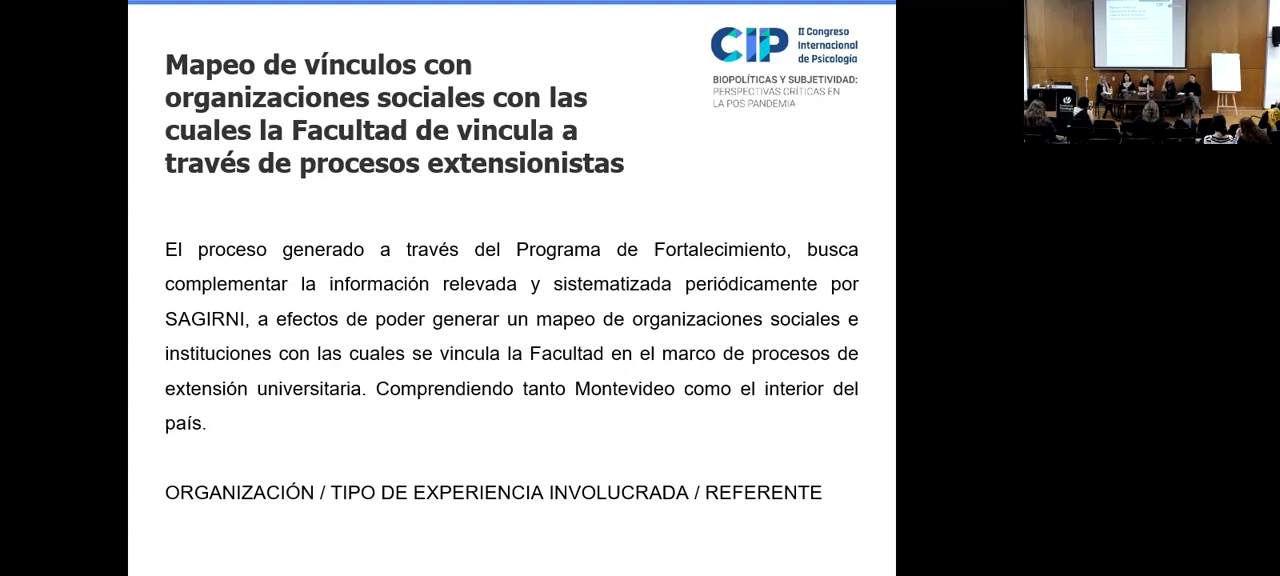 Mapeo de vínculos con
organizaciones sociales con las
cuales la Facultad de vincula a
través de procesos extensionistas
CIP
II Congreso
Internacional
de Psicología
BIOPOLÍTICAS Y SUBJETIVIDAD:
PERSPECTIVAS CRÍTICAS EN
LA POS PANDEMIA
El proceso generado a través del Programa de Fortalecimiento, busca
complementar la información relevada y sistematizada periódicamente por
SAGIRNI, a efectos de poder generar un mapeo de organizaciones sociales e
instituciones con las cuales se vincula la Facultad en el marco de procesos de
extensión universitaria. Comprendiendo tanto Montevideo como el interior del
país.
ORGANIZACIÓN / TIPO DE EXPERIENCIA INVOLUCRADA / REFERENTE